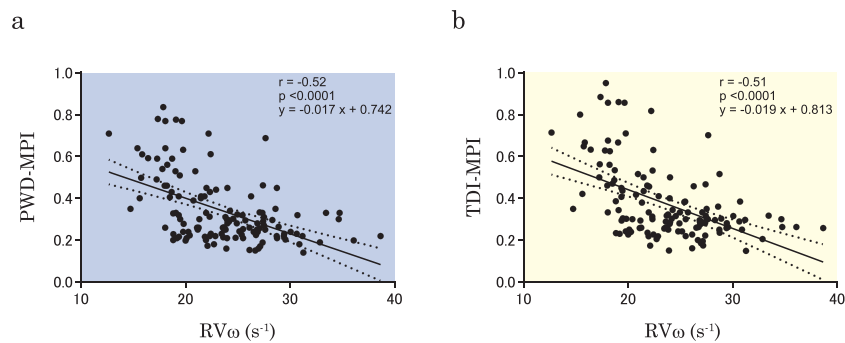 a
PWD-MPI
1.0
0.8
0.6
0.4
0.2
0.0
r = -0.52
p <0.0001
y = -0.017 x + 0.742
10
20
30
40
RVω (s⁻¹)
b
TDI-MPI
1.0
0.8
0.6
0.4
0.2
0.0
r = -0.51
p <0.0001
y = -0.019 x + 0.813
10
20
30
40
RVω (s⁻¹)